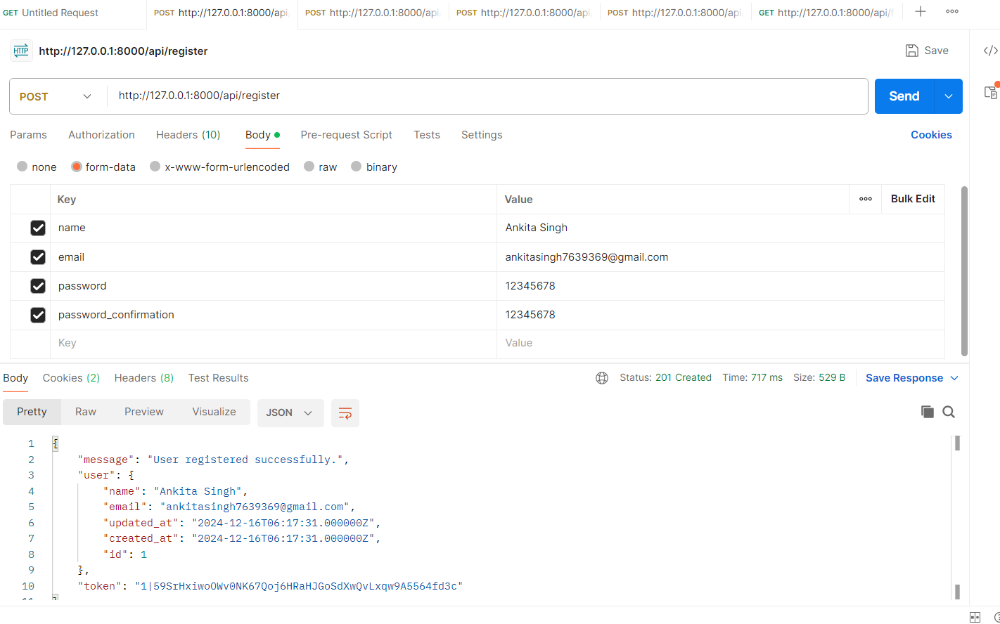 GET Untitled Request POST http://127.0.0.1:8000/api POST http://127.0.0.1:8000/api POST http://127.0.0.1:8000/api POST http://127.0.0.1:8000/api GET http://127.0.0.1:8000/api/
HTTP http://127.0.0.1:8000/api/register Save
POST http://127.0.0.1:8000/api/register Send
Params Authorization Headers (10) Body Pre-request Script Tests Settings Cookies
none form-data x-www-form-urlencoded raw binary
Key Value Bulk Edit
name Ankita Singh
email ankitasingh7639369@gmail.com
password 12345678
password_confirmation 12345678
Key Value
Body Cookies (2) Headers (8) Test Results Status: 201 Created Time: 717 ms Size: 529 B Save Response
Pretty Raw Preview Visualize JSON
1 {
2 "message": "User registered successfully.",
3 "user": {
4 "name": "Ankita Singh",
5 "email": "ankitasingh7639369@gmail.com",
6 "updated_at": "2024-12-16T06:17:31.000000Z",
7 "created_at": "2024-12-16T06:17:31.000000Z",
8 "id": 1
9 },
10 "token": "1|59SrHxiwoOWv0NK67Qoj6HRaHJGoSdXwQvLxqw9A5564fd3c"
11 }